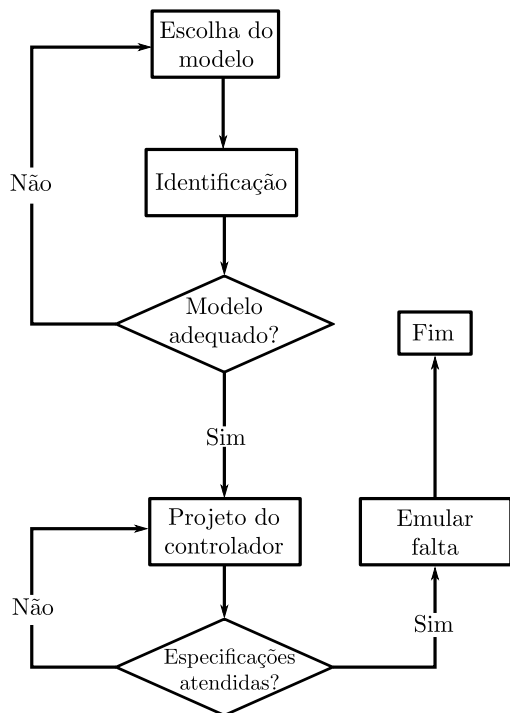 Escolha do
modelo
Não
Identificação
Modelo
adequado?
Fim
Sim
Projeto do
controlador
Emular
falta
Não
Sim
Especificações
atendidas?